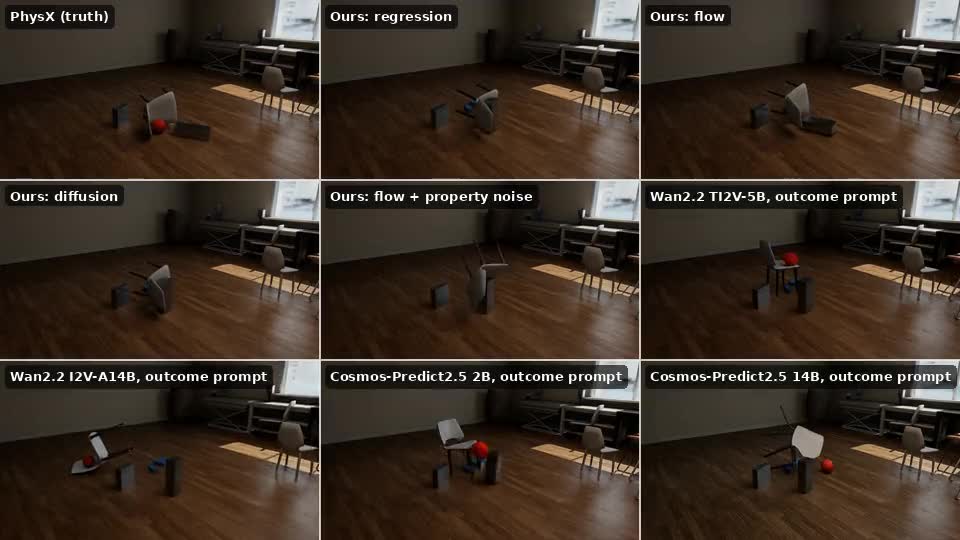 PhysX (truth)
Ours: regression
Ours: flow
Ours: diffusion
Ours: flow + property noise
Wan2.2 TI2V-5B, outcome prompt
Wan2.2 I2V-A14B, outcome prompt
Cosmos-Predict2.5 2B, outcome prompt
Cosmos-Predict2.5 14B, outcome prompt